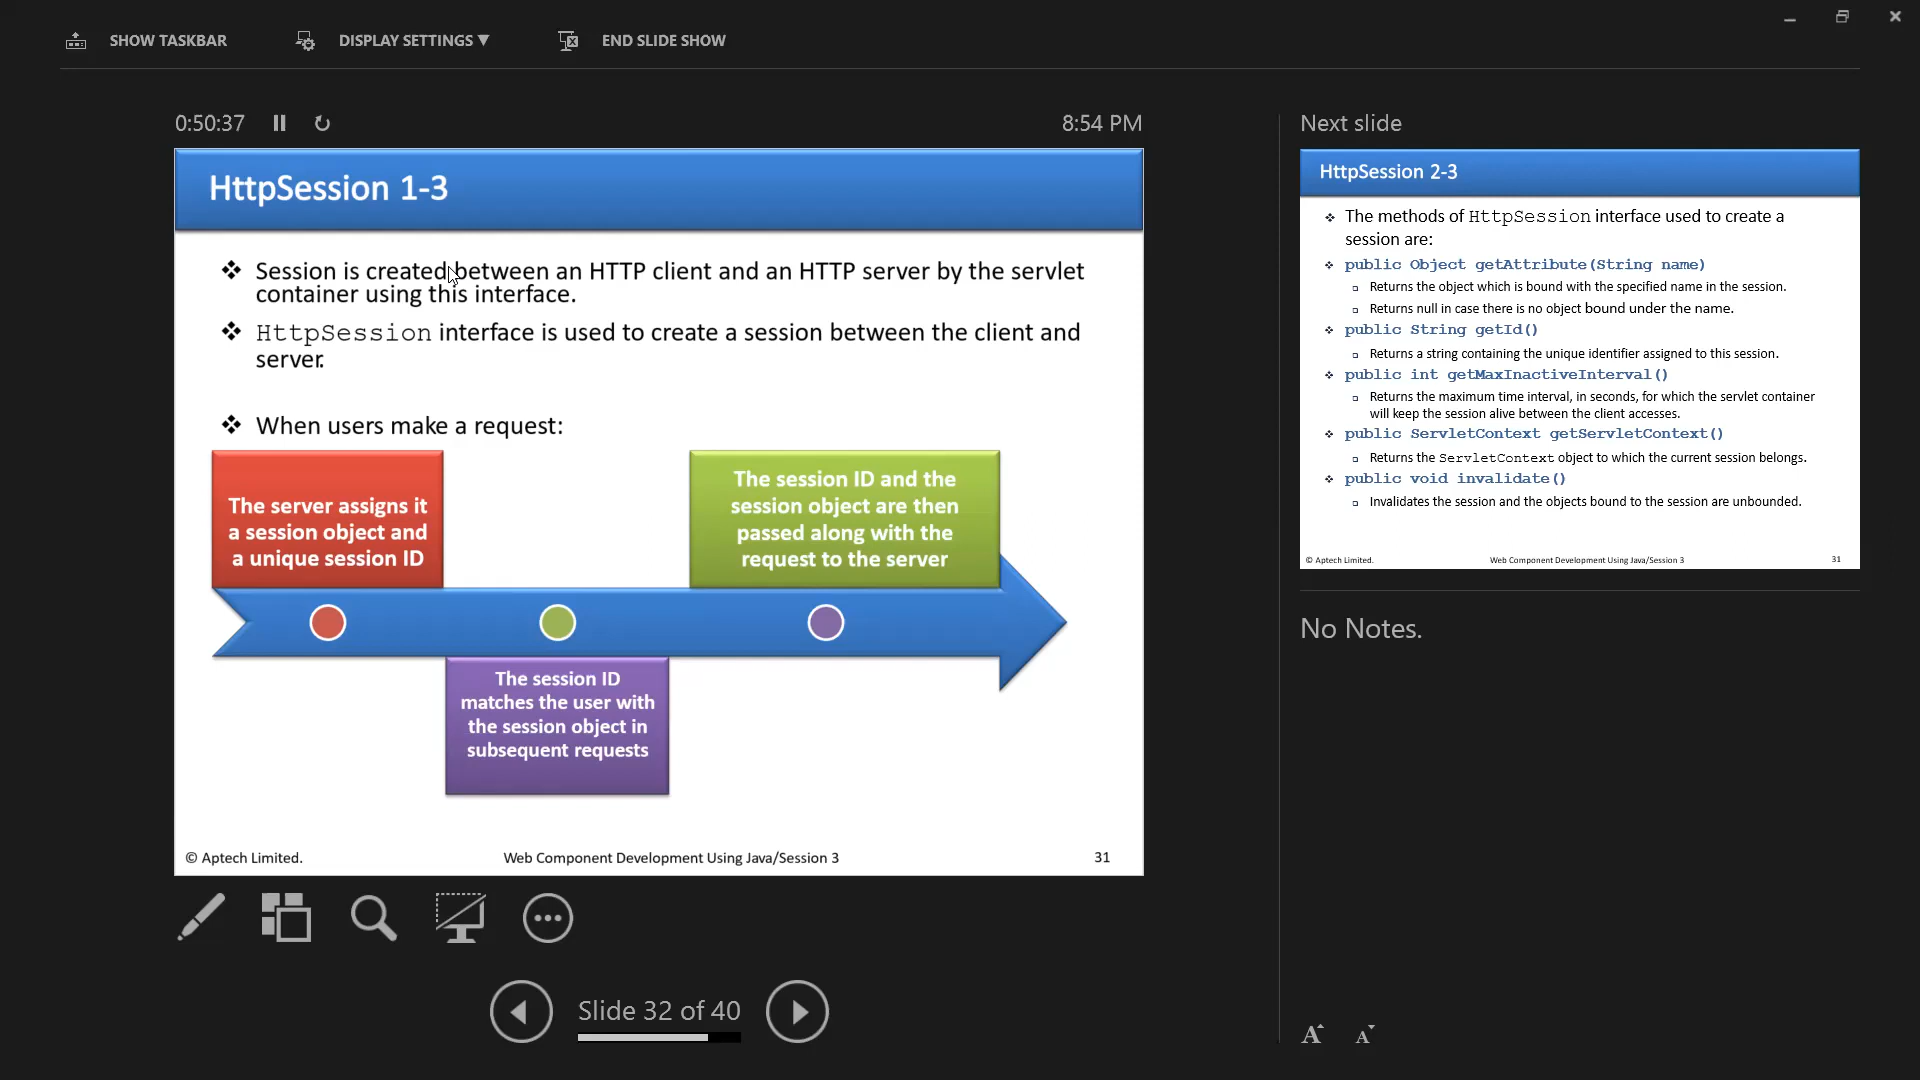 SHOW TASKBAR
DISPLAY SETTINGS ▼
END SLIDE SHOW
0:50:37
8:54 PM
HttpSession 1-3
❖ Session is created between an HTTP client and an HTTP server by the servlet
container using this interface.
❖ HttpSession interface is used to create a session between the client and
server.
❖ When users make a request:
The server assigns it
a session object and
a unique session ID
The session ID
matches the user with
the session object in
subsequent requests
The session ID and the
session object are then
passed along with the
request to the server
© Aptech Limited.
Web Component Development Using Java/Session 3
31
Slide 32 of 40
Next slide
HttpSession 2-3
❖ The methods of HttpSession interface used to create a
session are:
❖ public Object getAttribute(String name)
Returns the object which is bound with the specified name in the session.
Returns null in case there is no object bound under the name.
❖ public String getId()
Returns a string containing the unique identifier assigned to this session.
❖ public int getMaxInactiveInterval()
Returns the maximum time interval, in seconds, for which the servlet container
will keep the session alive between the client accesses.
❖ public ServletContext getServletContext()
Returns the ServletContext object to which the current session belongs.
❖ public void invalidate()
Invalidates the session and the objects bound to the session are unbounded.
© Aptech Limited.
Web Component Development Using Java/Session 3
31
No Notes.
A
A